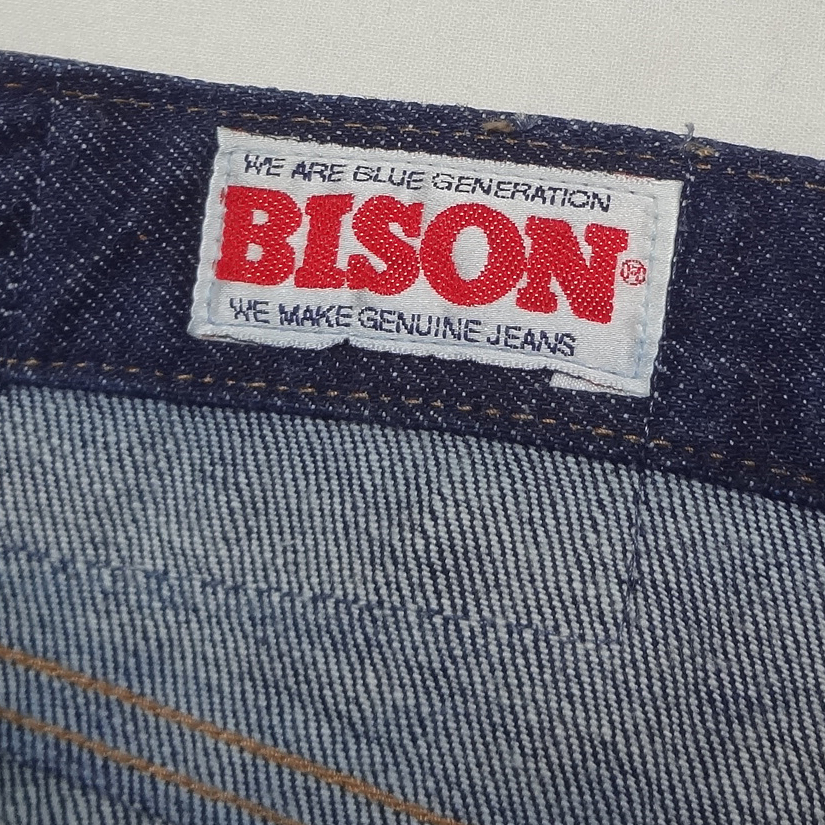 WE ARE BLUE GENERATION
BISON®
WE MAKE GENUINE JEANS